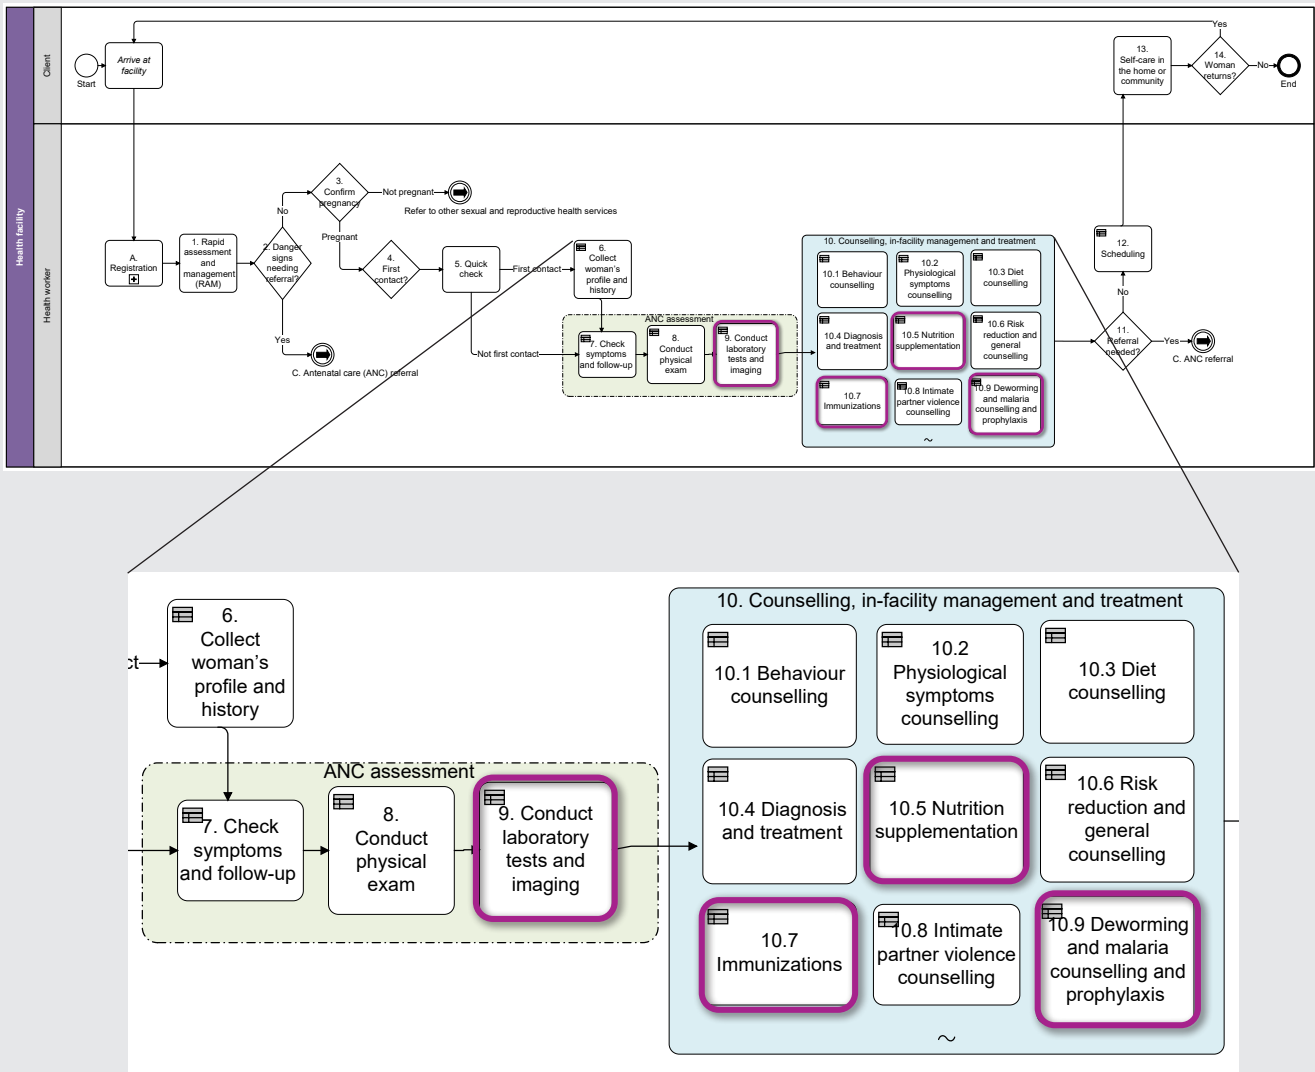 Health facility
Client
Start
Arrive at
facility
13.
Self-care in
the home or
community
14.
Woman
returns?
Yes
No
End
Health worker
A.
Registration
1. Rapid
assessment
and
management
(RAM)
2. Danger
signs
needing
referral?
No
Yes
C. Antenatal care (ANC) referral
3.
Confirm
pregnancy
Not pregnant
Refer to other sexual and reproductive health services
Pregnant
4.
First
contact?
5. Quick
check
First contact
Not first contact
6.
Collect
woman's
profile and
history
ANC assessment
7. Check
symptoms
and follow-up
8.
Conduct
physical
exam
9. Conduct
laboratory
tests and
imaging
10. Counselling, in-facility management and treatment
10.1 Behaviour
counselling
10.2
Physiological
symptoms
counselling
10.3 Diet
counselling
10.4 Diagnosis
and treatment
10.5 Nutrition
supplementation
10.6 Risk
reduction and
general
counselling
10.7
Immunizations
10.8 Intimate
partner violence
counselling
10.9 Deworming
and malaria
counselling and
prophylaxis
~
11.
Referral
needed?
Yes
C. ANC referral
No
12.
Scheduling
ct
6.
Collect
woman's
profile and
history
ANC assessment
7. Check
symptoms
and follow-up
8.
Conduct
physical
exam
9. Conduct
laboratory
tests and
imaging
10. Counselling, in-facility management and treatment
10.1 Behaviour
counselling
10.2
Physiological
symptoms
counselling
10.3 Diet
counselling
10.4 Diagnosis
and treatment
10.5 Nutrition
supplementation
10.6 Risk
reduction and
general
counselling
10.7
Immunizations
10.8 Intimate
partner violence
counselling
10.9 Deworming
and malaria
counselling and
prophylaxis
~